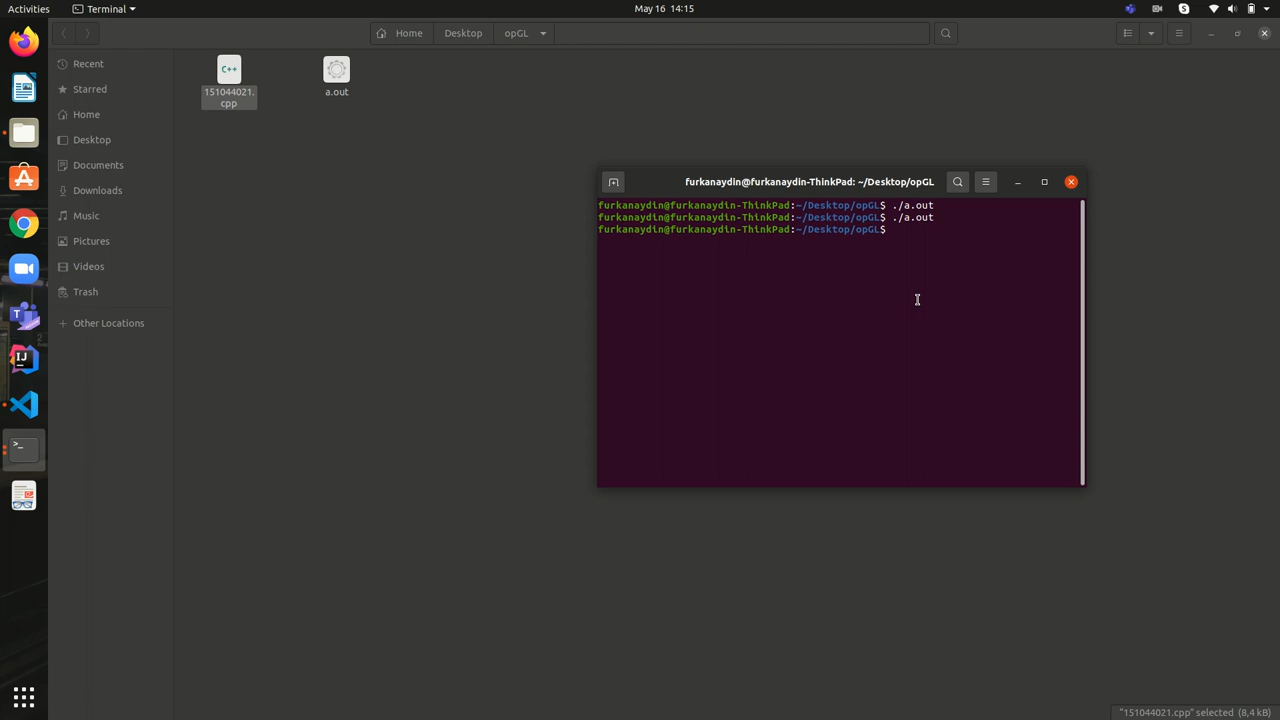 Activities
Terminal
May 16 14:15
Home
Desktop
opGL
Recent
Starred
Home
Desktop
Documents
Downloads
Music
Pictures
Videos
Trash
Other Locations
C++
151044021.
cpp
a.out
furkanaydin@furkanaydin-ThinkPad: ~/Desktop/opGL
furkanaydin@furkanaydin-ThinkPad:~/Desktop/opGL$ ./a.out
furkanaydin@furkanaydin-ThinkPad:~/Desktop/opGL$ ./a.out
furkanaydin@furkanaydin-ThinkPad:~/Desktop/opGL$
"151044021.cpp" selected (8,4 kB)